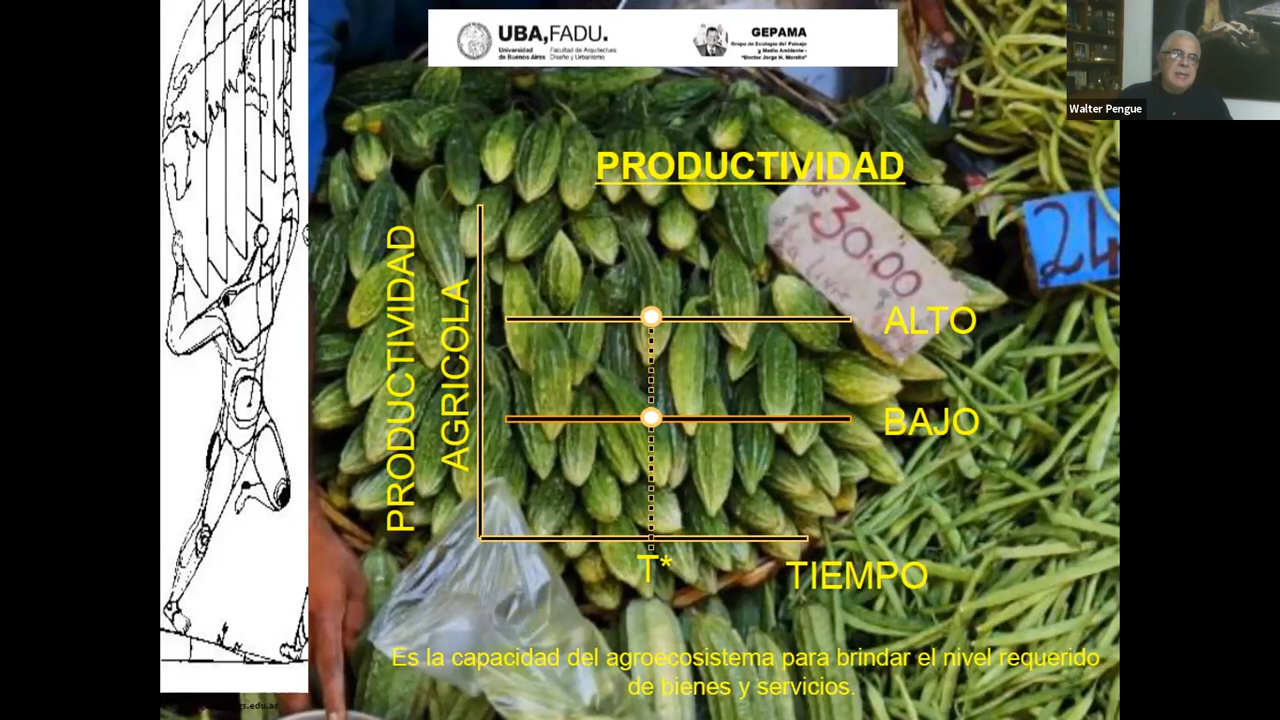 UBA,FADU.
Universidad
de Buenos Aires
Facultad de Arquitectura
Diseño y Urbanismo
GEPAMA
Grupo de Ecología del Paisaje
y Medio Ambiente -
"Doctor Jorge H. Morello"
Walter Pengue
PRODUCTIVIDAD
30.00
24
PRODUCTIVIDAD
AGRICOLA
ALTO
BAJO
T*
TIEMPO
Es la capacidad del agroecosistema para brindar el nivel requerido
de bienes y servicios.